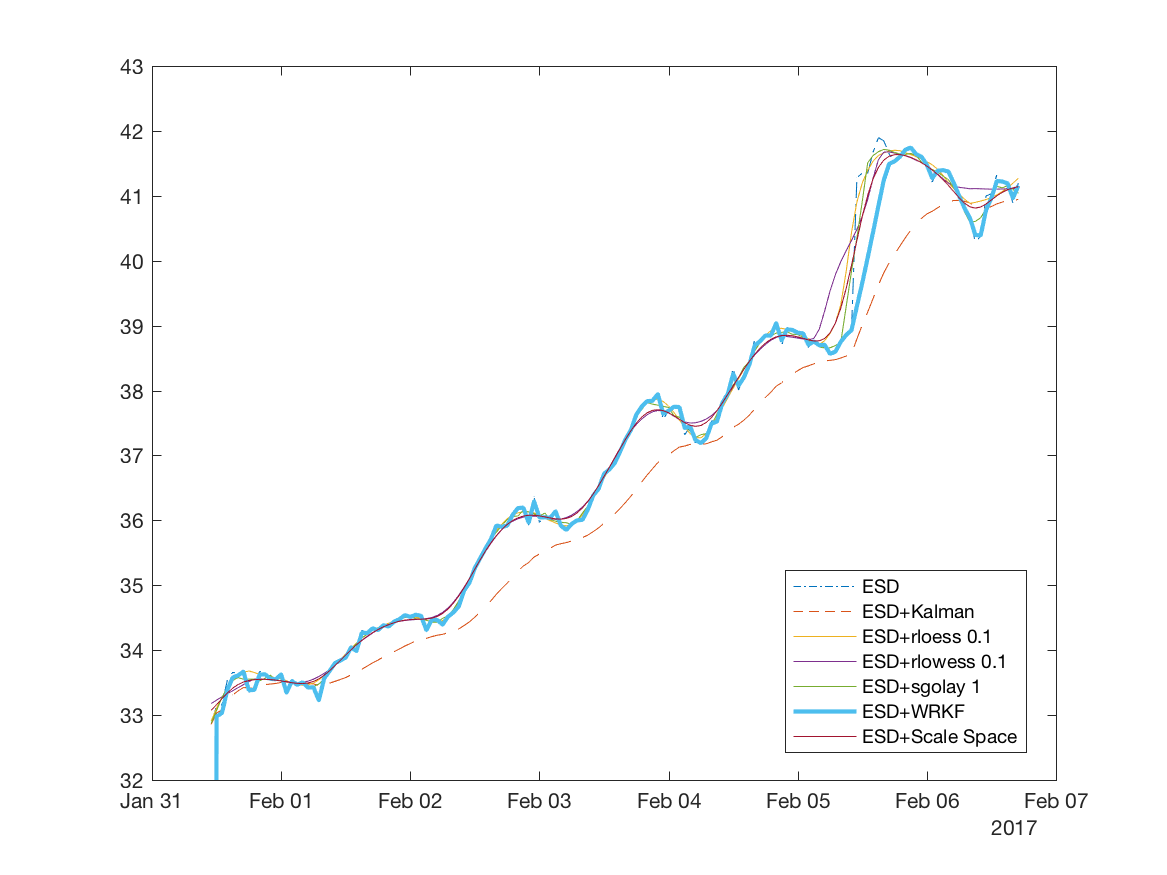 43
42
41
40
39
38
37
36
35
34
33
32
ESD
ESD+Kalman
ESD+rloess 0.1
ESD+rlowess 0.1
ESD+sgolay 1
ESD+WRKF
ESD+Scale Space
Jan 31 Feb 01 Feb 02 Feb 03 Feb 04 Feb 05 Feb 06 Feb 07
2017